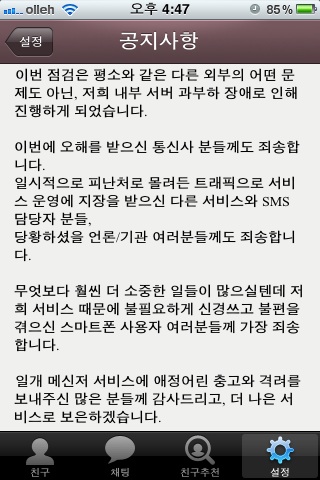 olleh 오후 4:47 85%
설정 공지사항
이번 점검은 평소와 같은 다른 외부의 어떤 문
제도 아닌, 저희 내부 서버 과부하 장애로 인해
진행하게 되었습니다.
이번에 오해를 받으신 통신사 분들께도 죄송합
니다.
일시적으로 피난처로 몰려든 트래픽으로 서비
스 운영에 지장을 받으신 다른 서비스와 SMS
담당자 분들,
당황하셨을 언론/기관 여러분들께도 죄송합니
다.
무엇보다 훨씬 더 소중한 일들이 많으실텐데 저
희 서비스 때문에 불필요하게 신경쓰고 불편을
겪으신 스마트폰 사용자 여러분들께 가장 죄송
합니다.
일개 메신저 서비스에 애정어린 충고와 격려를
보내주신 많은 분들께 감사드리고, 더 나은 서
비스로 보은하겠습니다.
친구 채팅 친구추천 설정